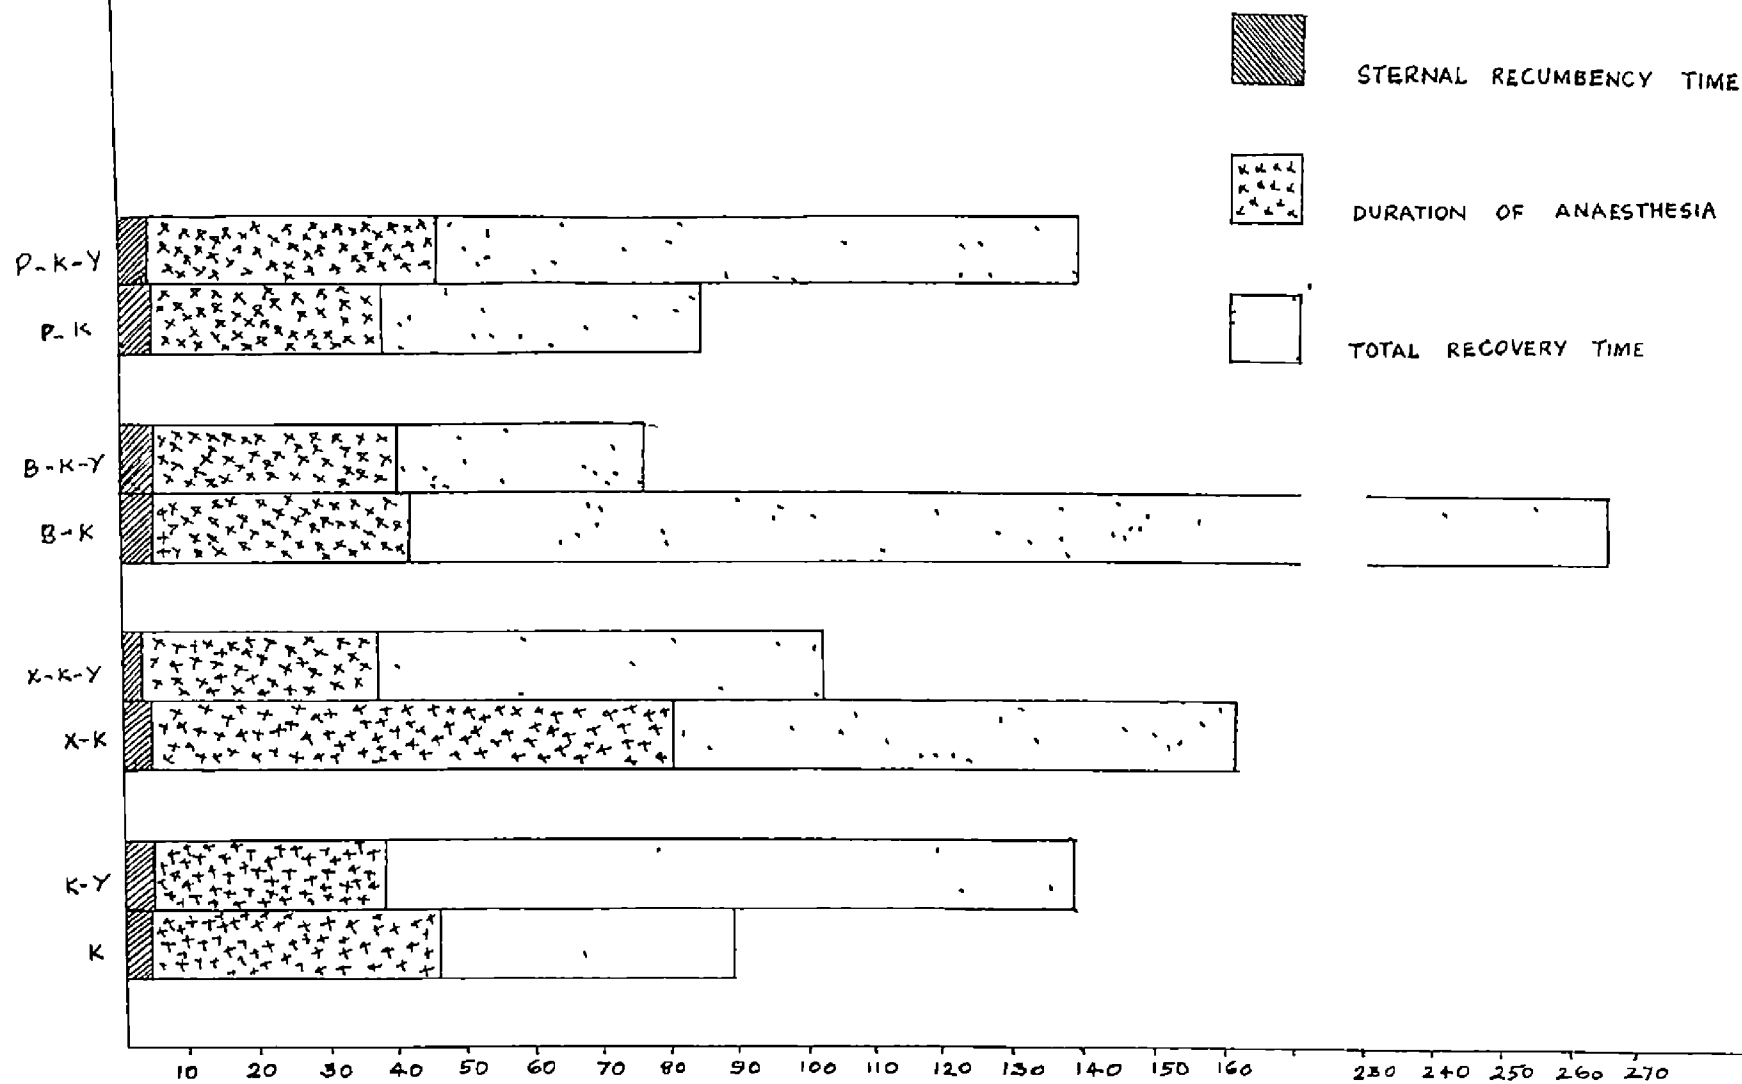 STERNAL RECUMBENCY TIME
DURATION OF ANAESTHESIA
TOTAL RECOVERY TIME
P-K-Y
P-K
B-K-Y
B-K
X-K-Y
X-K
K-Y
K
10 20 30 40 50 60 70 80 90 100 110 120 130 140 150 160 230 240 250 260 270